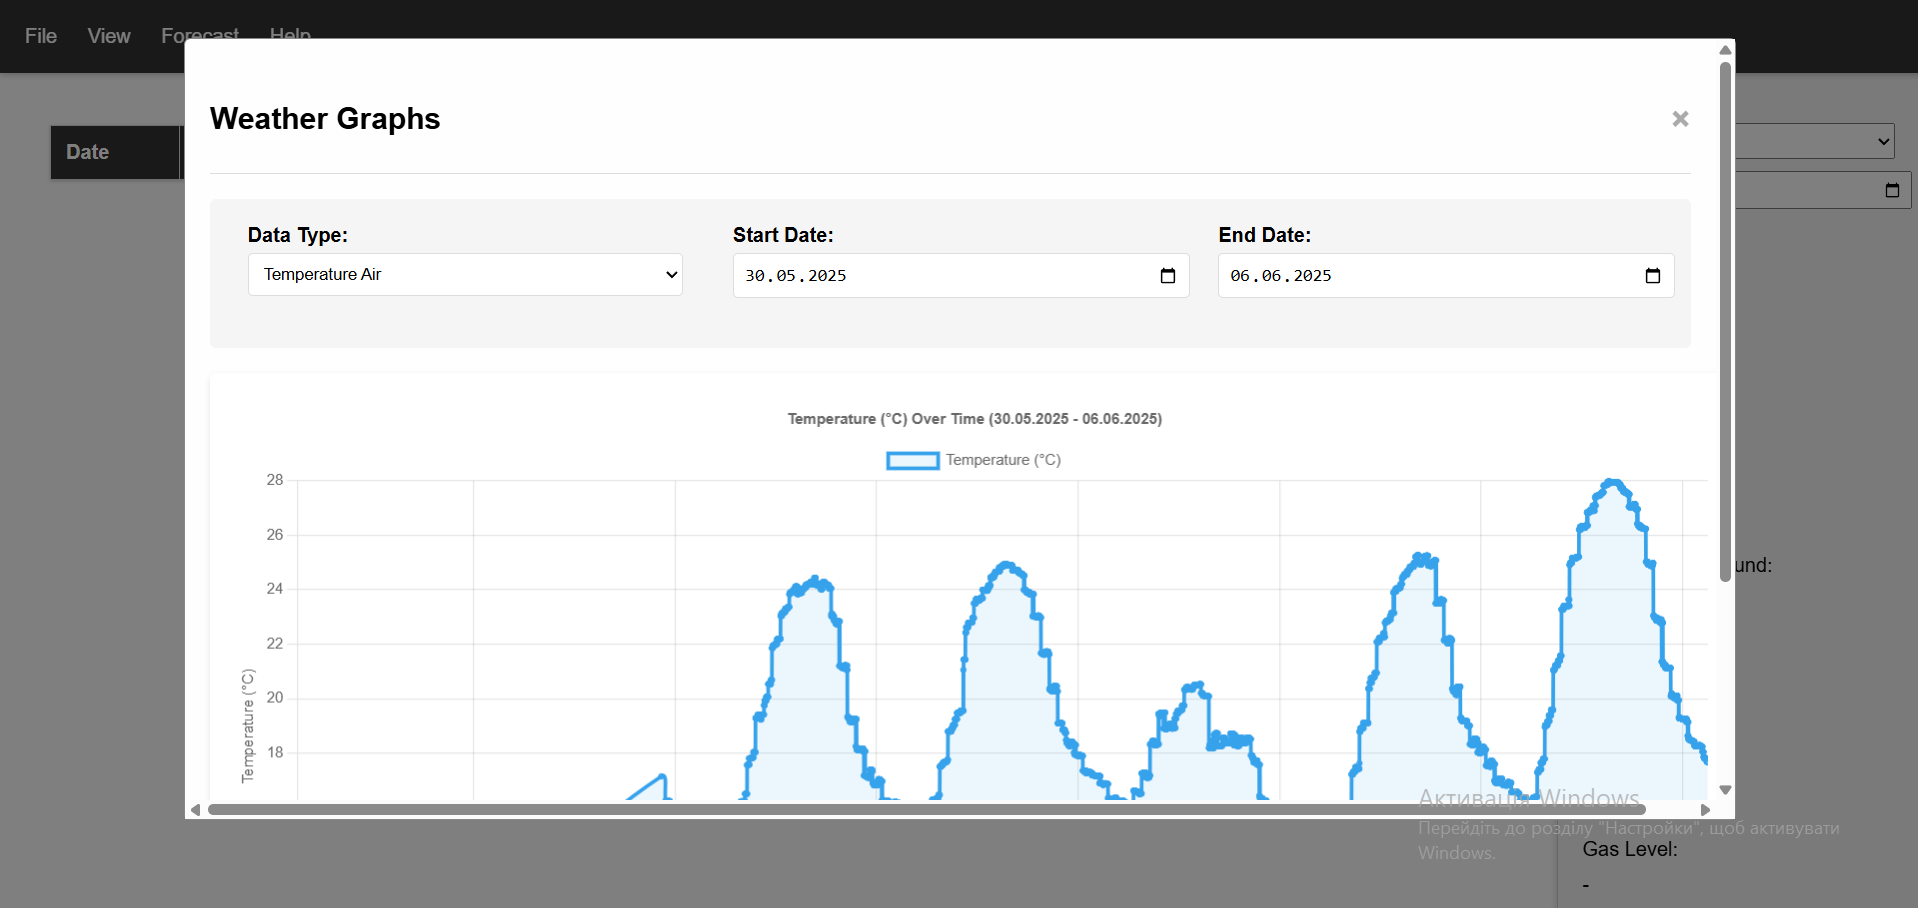 File View Forecast Help
Weather Graphs
Date
Data Type:
Start Date:
End Date:
Temperature Air
30.05.2025
06.06.2025
Temperature (°C) Over Time (30.05.2025 - 06.06.2025)
Temperature (°C)
28
26
24
22
20
18
Temperature (°C)
und:
Активація Windows
Перейдіть до розділу "Настройки", щоб активувати
Windows.
Gas Level:
-